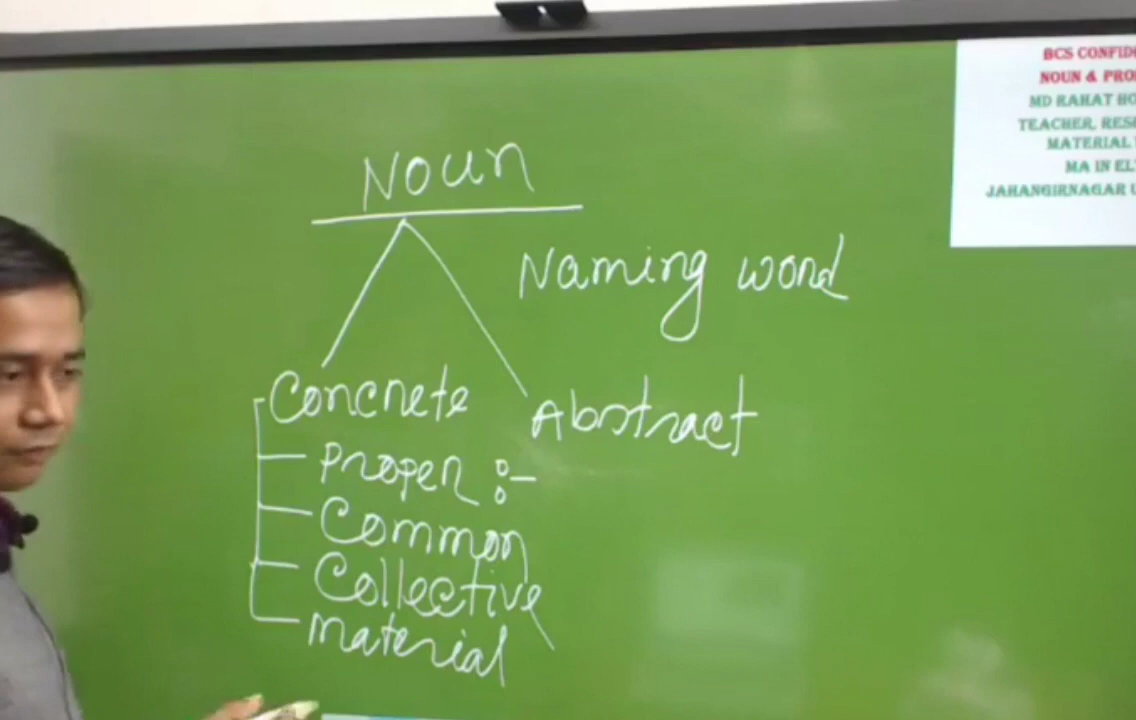 Noun
Naming word
Concrete
Abstract
Proper :-
Common
Collective
material
BCS CONFID
NOUN & PRO
MD RAHAT HO
TEACHER, RES
MATERIAL
MA IN EL
JAHANGIRNAGAR U